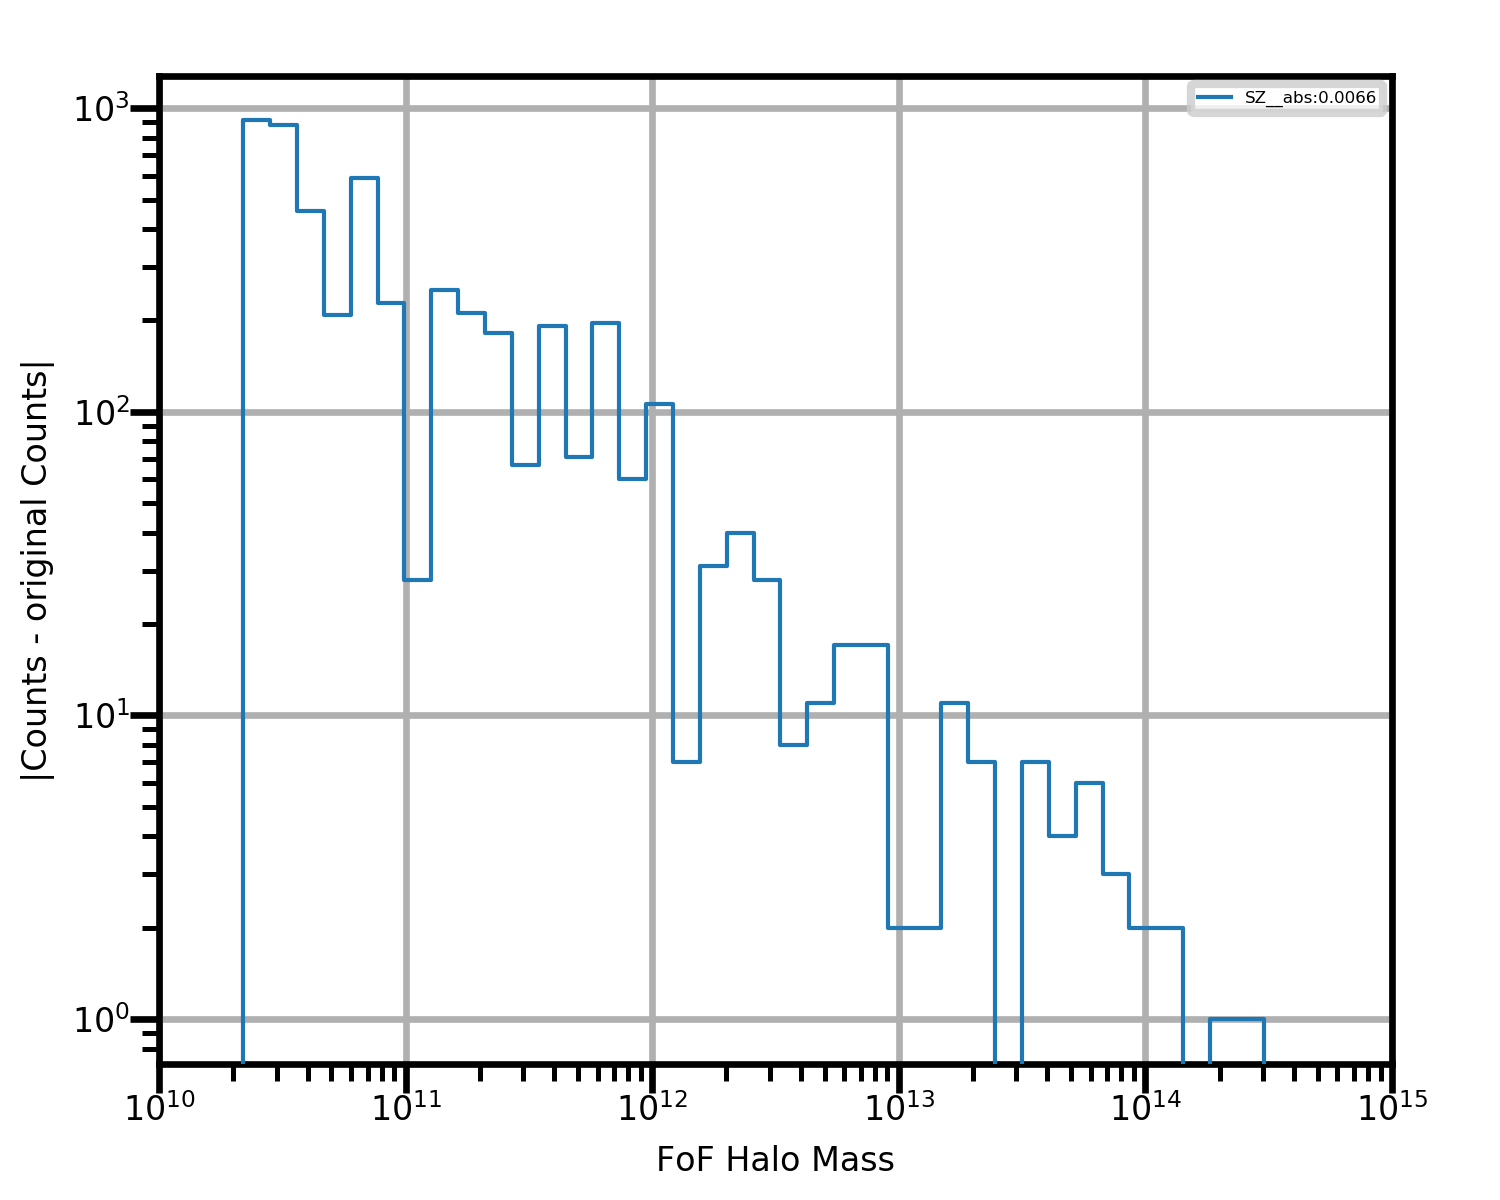 SZ__abs:0.0066
10³
10²
10¹
10⁰
|Counts - original Counts|
10¹⁰ 10¹¹ 10¹² 10¹³ 10¹⁴ 10¹⁵
FoF Halo Mass